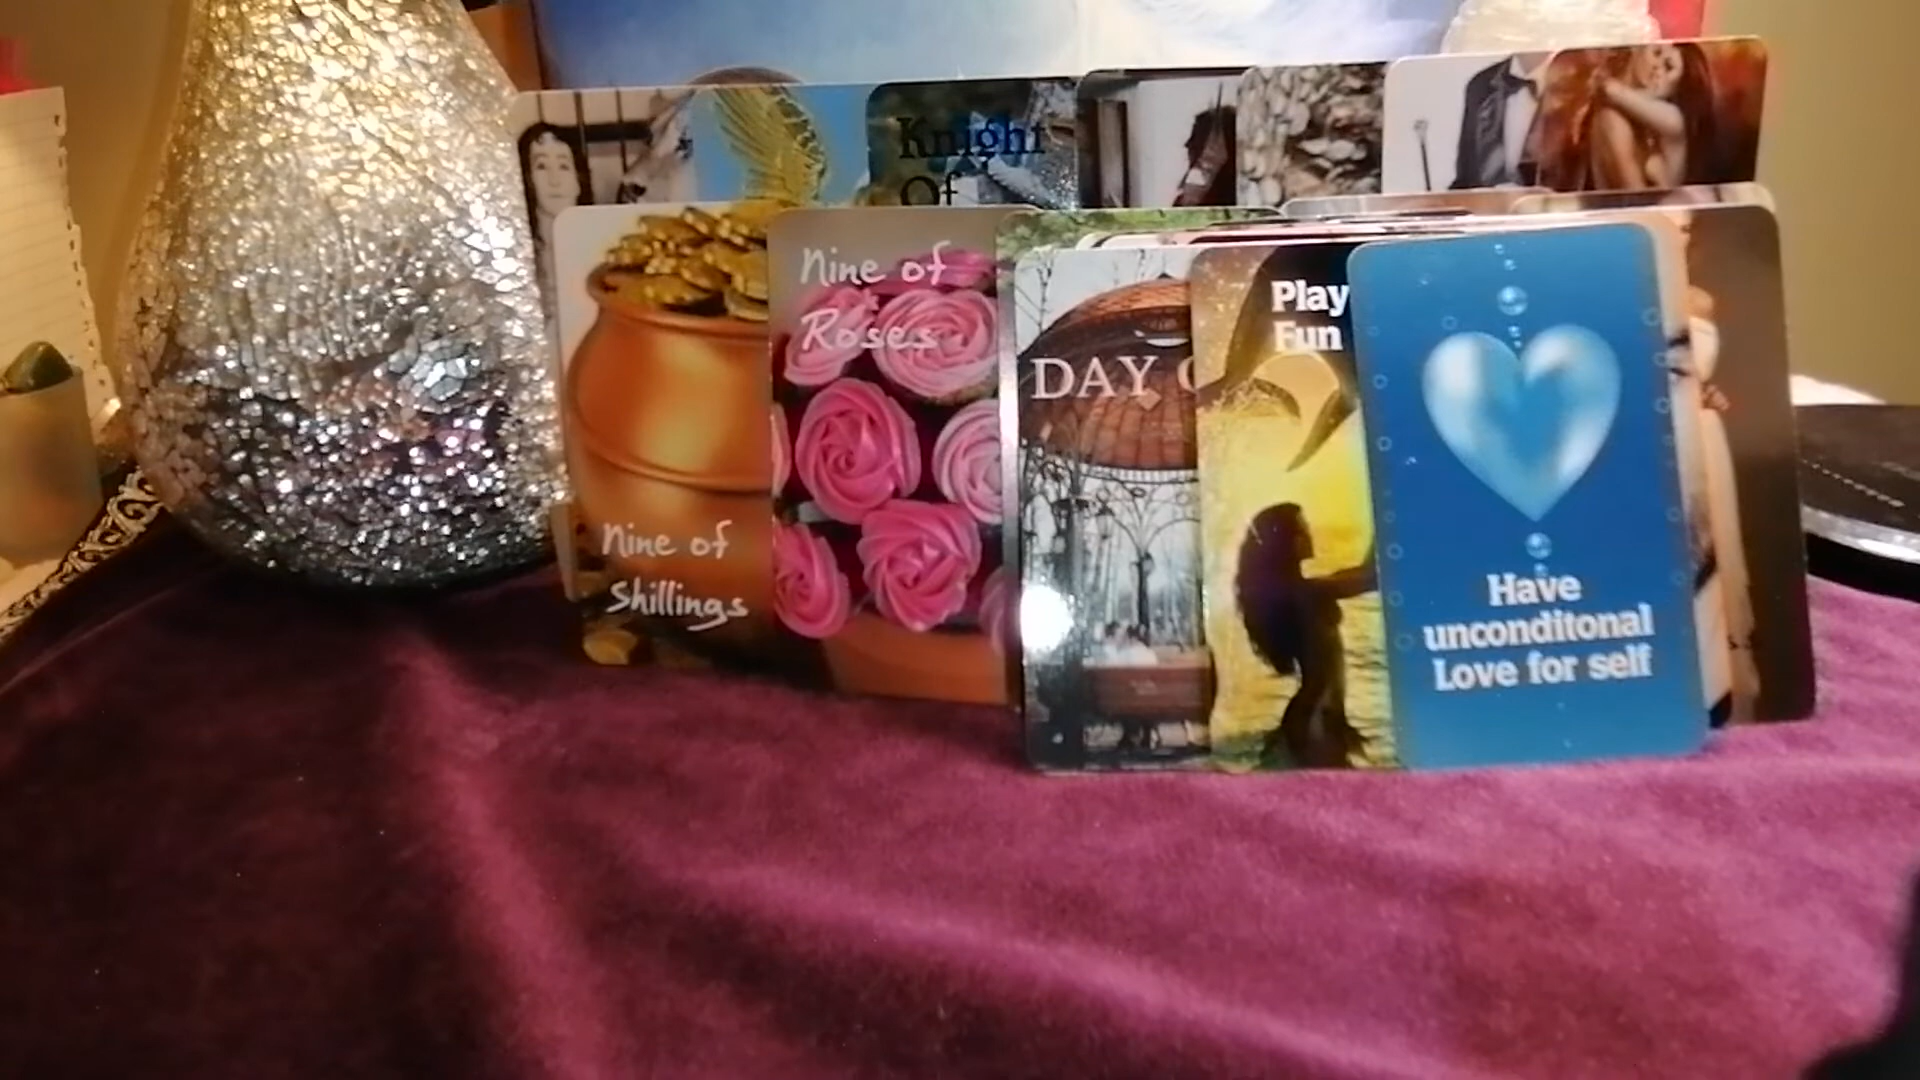 Knight
Of
Nine of
Shillings
Nine of
Roses
DAY
Play
Fun
Have
unconditonal
Love for self